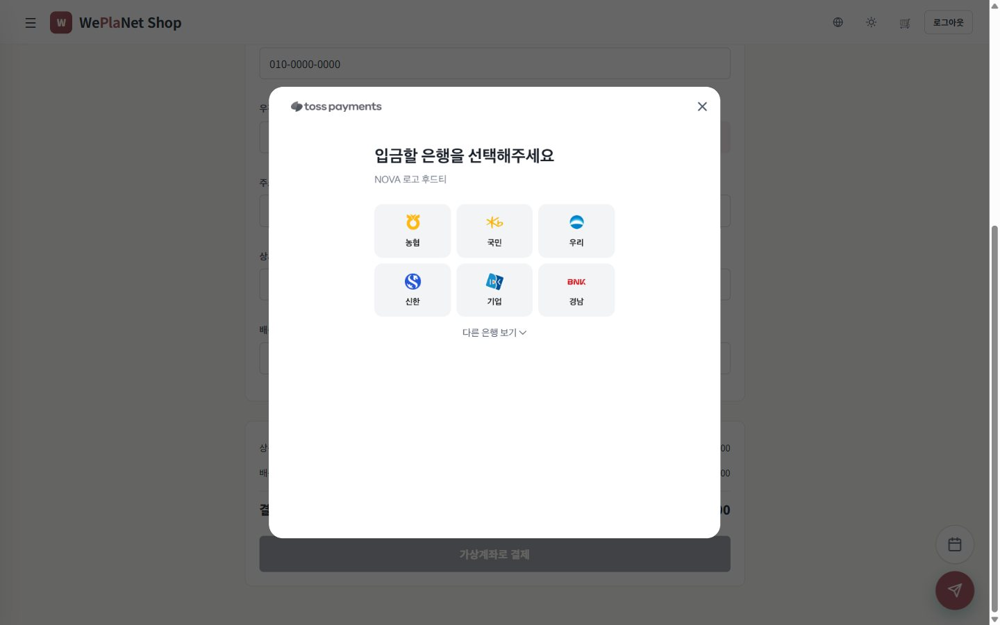 W WePlaNet Shop
로그아웃
010-0000-0000
toss payments
입금할 은행을 선택해주세요
NOVA 로고 후드티
농협
국민
우리
신한
기업
BNK
경남
다른 은행 보기
가상계좌로 결제